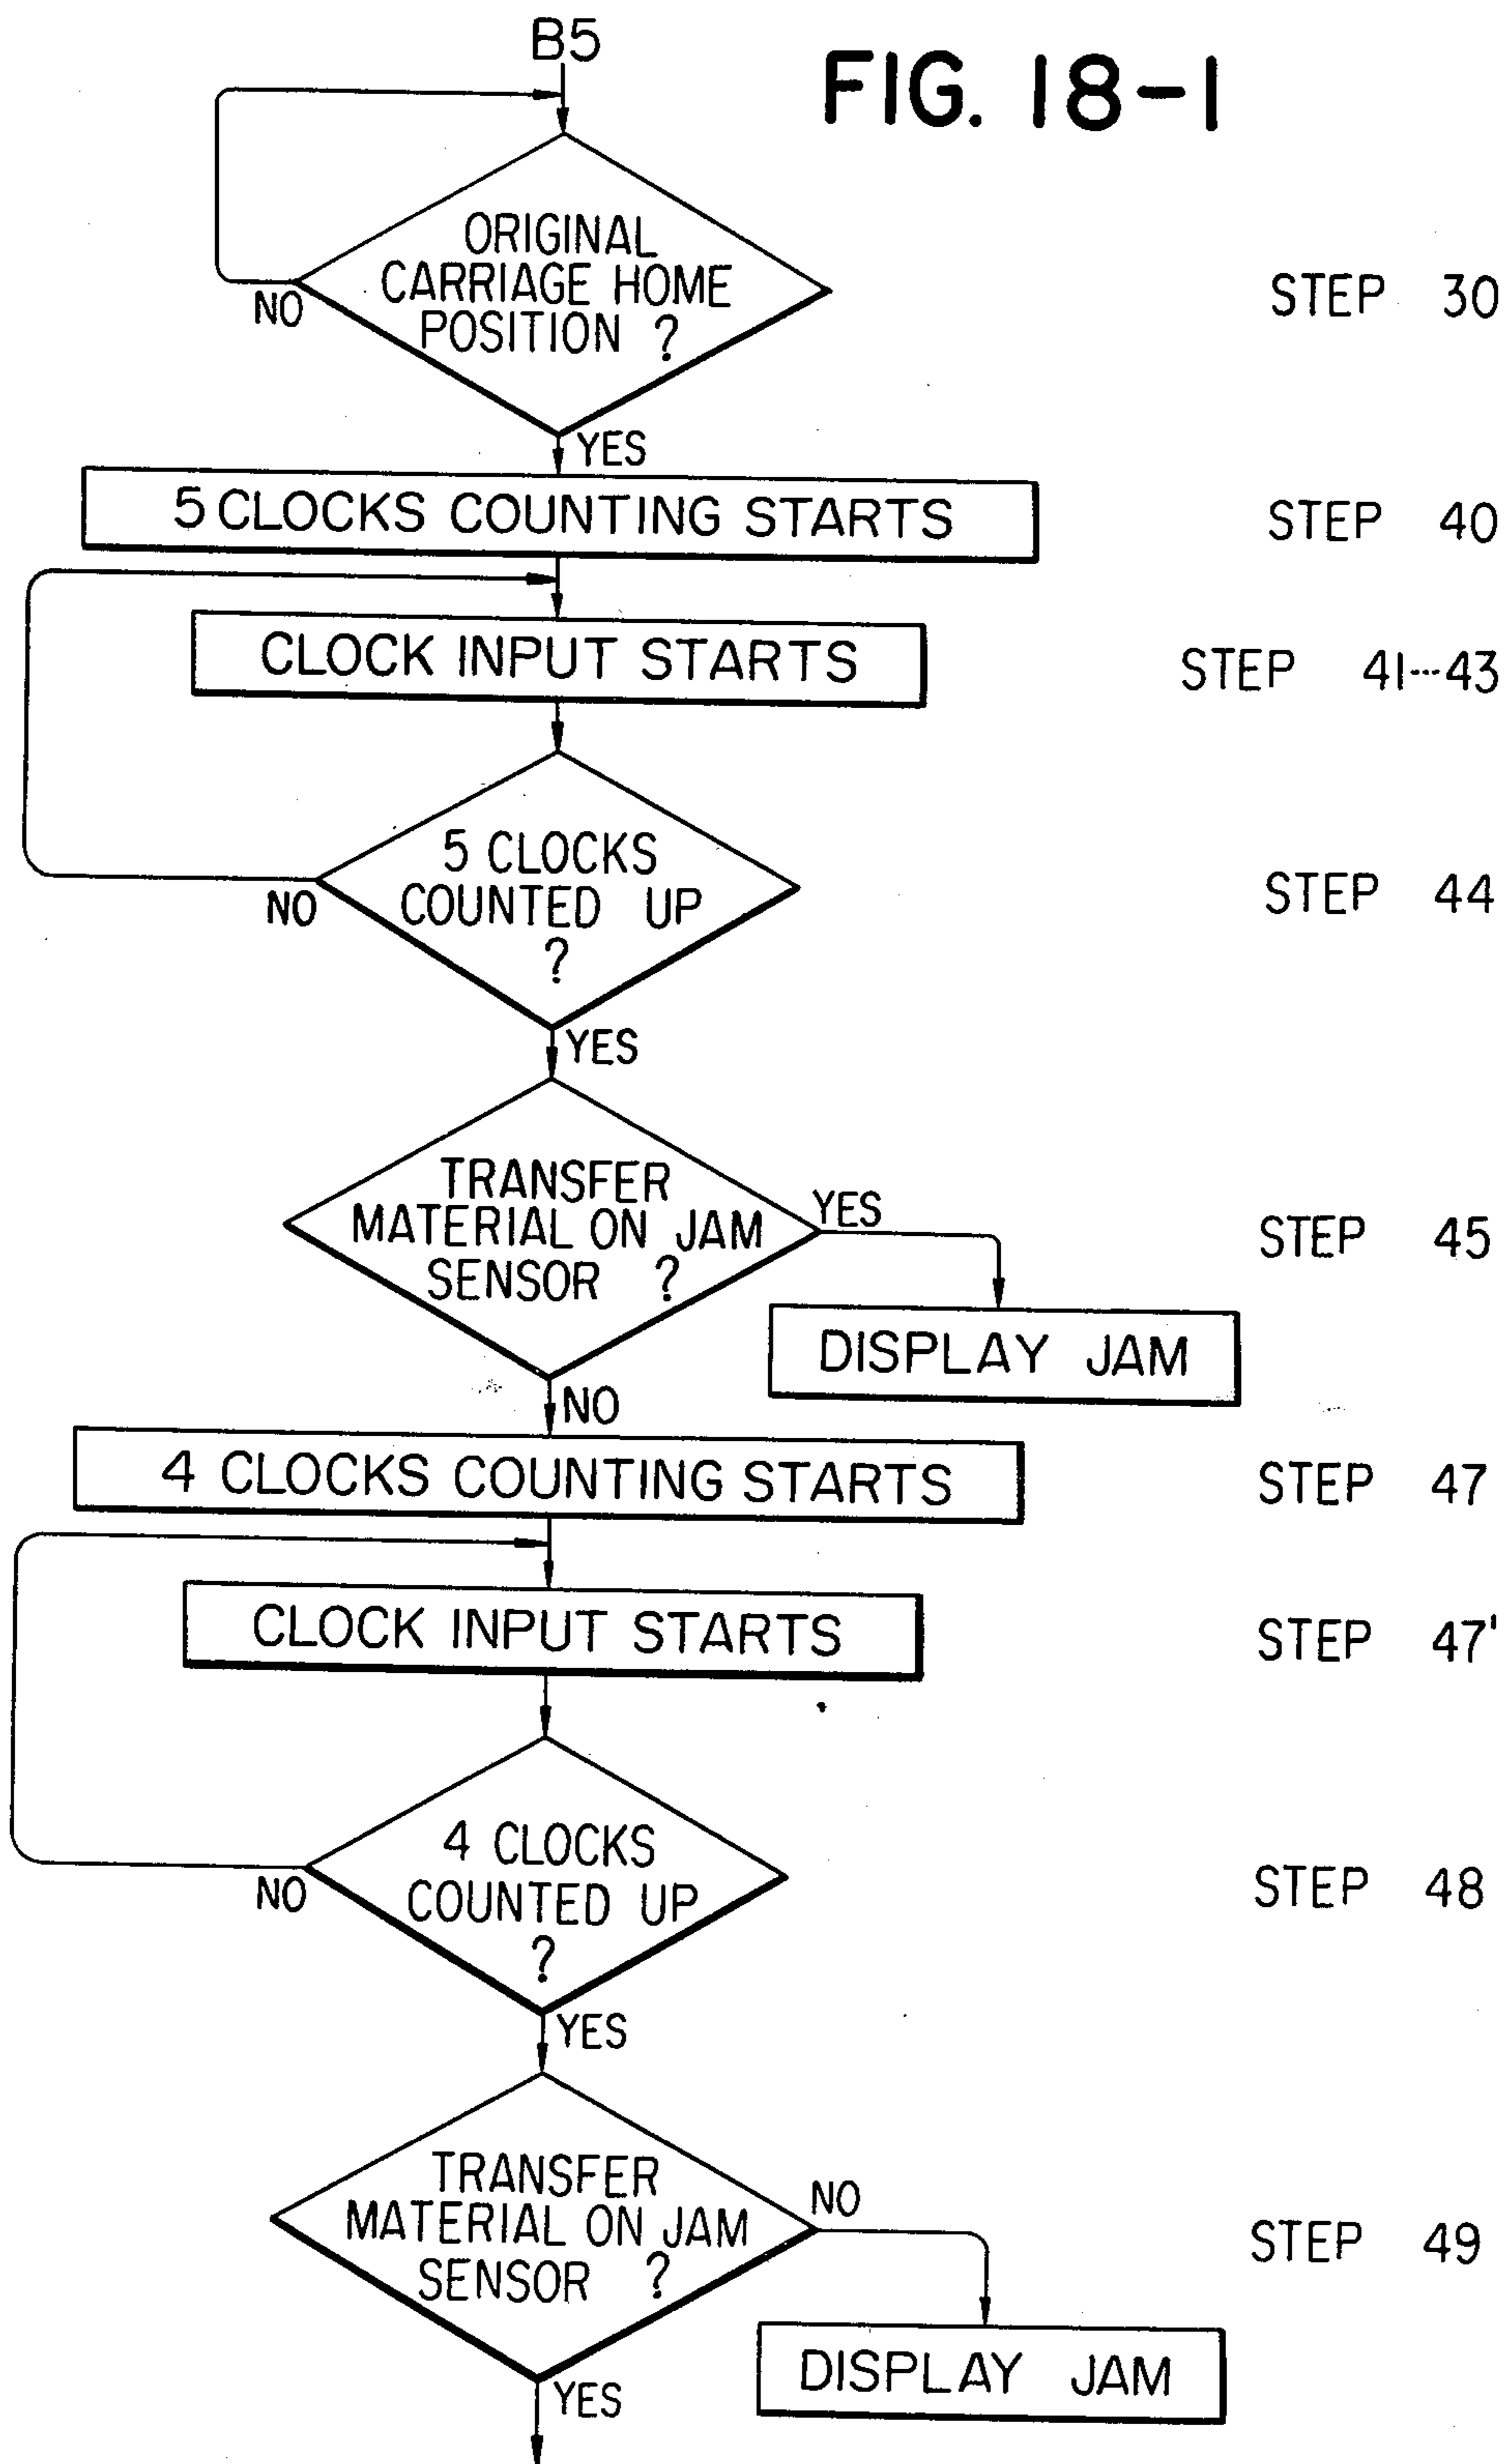 B5
FIG. 18-1
ORIGINAL
CARRIAGE HOME
POSITION ?
NO
STEP 30
YES
5 CLOCKS COUNTING STARTS
STEP 40
CLOCK INPUT STARTS
STEP 41---43
5 CLOCKS
COUNTED UP
?
NO
STEP 44
YES
TRANSFER
MATERIAL ON JAM
SENSOR ?
YES
STEP 45
DISPLAY JAM
NO
4 CLOCKS COUNTING STARTS
STEP 47
CLOCK INPUT STARTS
STEP 47'
4 CLOCKS
COUNTED UP
?
NO
STEP 48
YES
TRANSFER
MATERIAL ON JAM
SENSOR ?
NO
STEP 49
DISPLAY JAM
YES